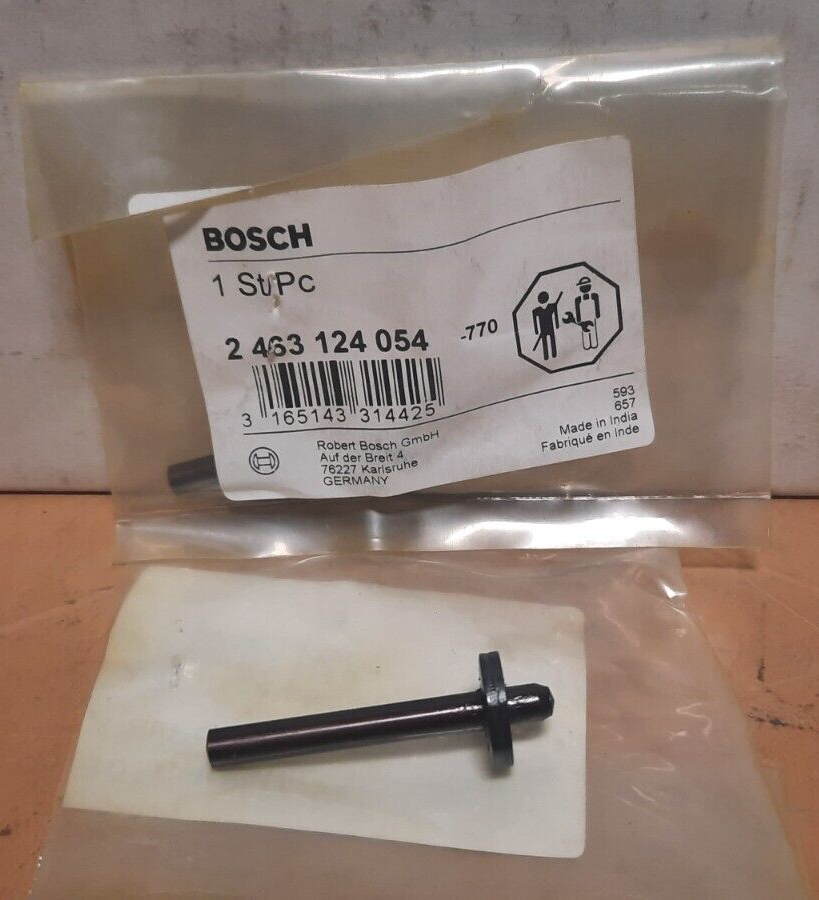 BOSCH
1 St/Pc
2 463 124 054 -770
3 165143 314425
593
657
Made in India
Fabriqué en Inde
Robert Bosch GmbH
Auf der Breit 4
76227 Karlsruhe
GERMANY